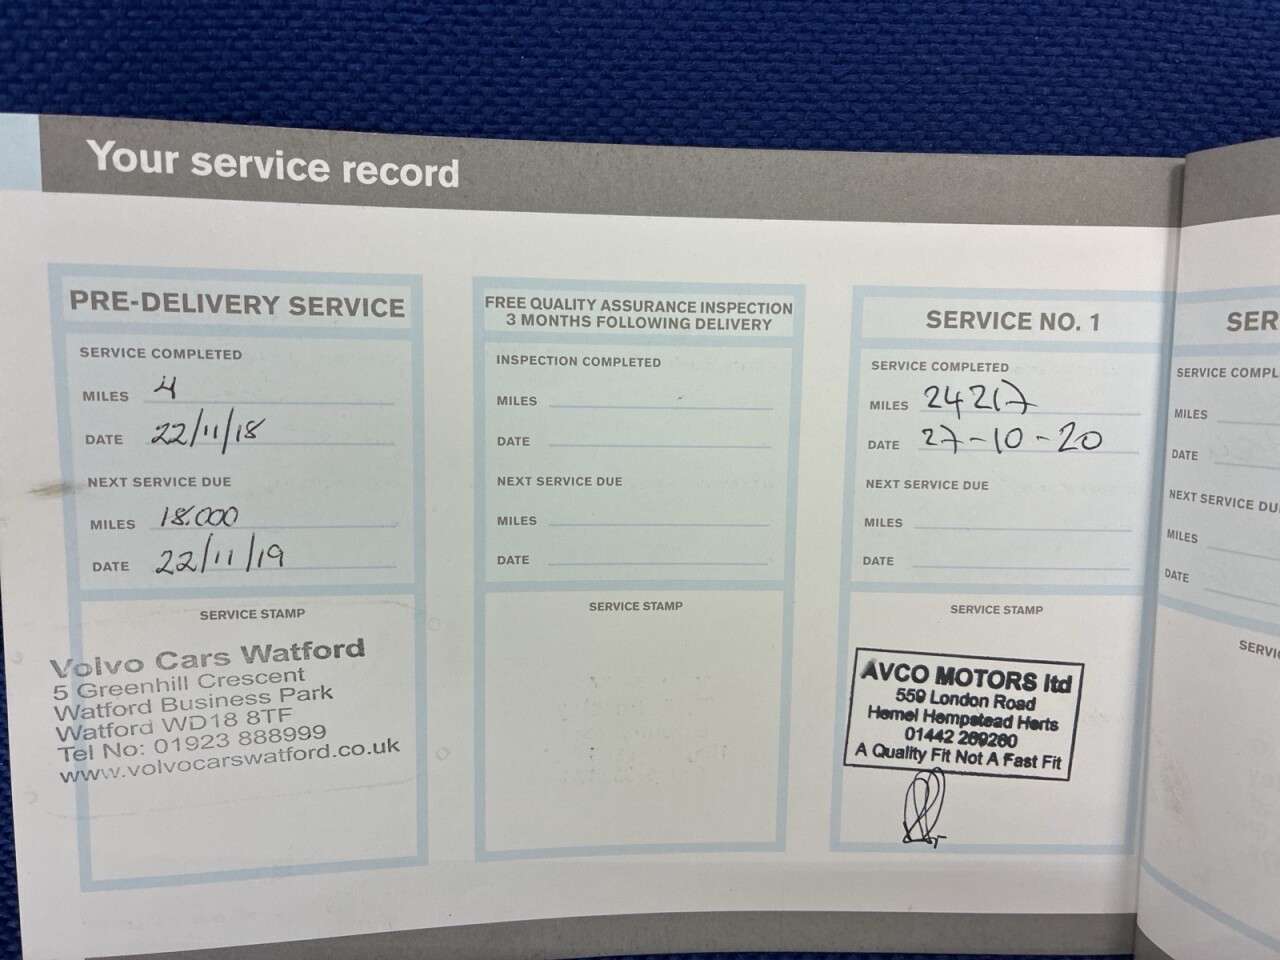 Your service record
PRE-DELIVERY SERVICE
SERVICE COMPLETED
MILES 4
DATE 22/11/18
NEXT SERVICE DUE
MILES 18.000
DATE 22/11/19
SERVICE STAMP
Volvo Cars Watford
5 Greenhill Crescent
Watford Business Park
Watford WD18 8TF
Tel No: 01923 888999
www.volvocarswatford.co.uk
FREE QUALITY ASSURANCE INSPECTION
3 MONTHS FOLLOWING DELIVERY
INSPECTION COMPLETED
MILES
DATE
NEXT SERVICE DUE
MILES
DATE
SERVICE STAMP
SERVICE NO. 1
SERVICE COMPLETED
MILES 24217
DATE 27-10-20
NEXT SERVICE DUE
MILES
DATE
SERVICE STAMP
AVCO MOTORS ltd
559 London Road
Hemel Hempstead Herts
01442 269260
A Quality Fit Not A Fast Fit
SER
SERVICE COMPL
MILES
DATE
NEXT SERVICE DU
MILES
DATE
SERVI